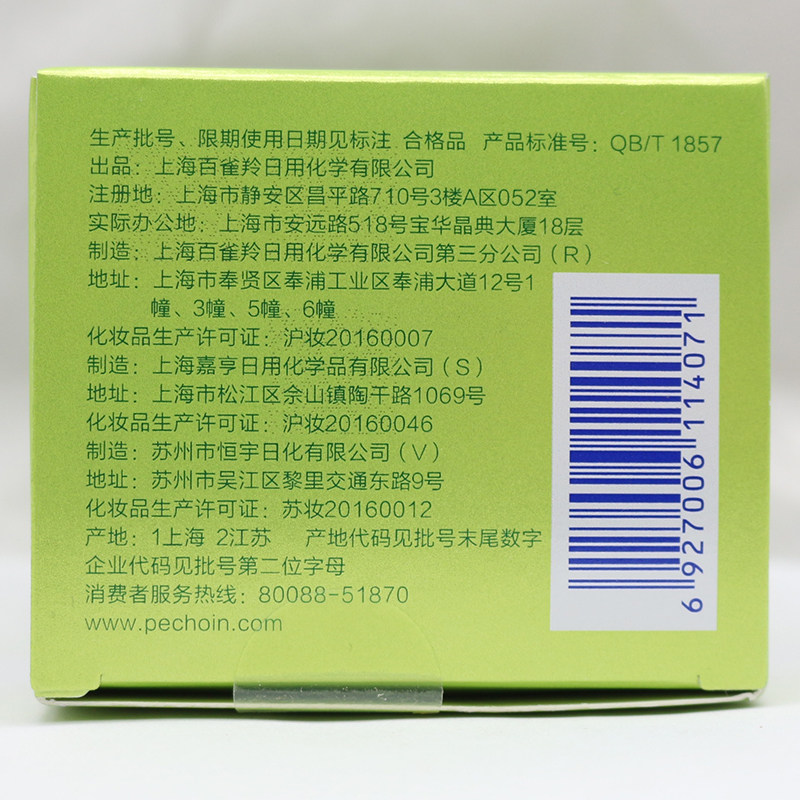 生产批号、限期使用日期见标注 合格品 产品标准号：QB/T 1857
出品：上海百雀羚日用化学有限公司
注册地：上海市静安区昌平路710号3楼A区052室
实际办公地：上海市安远路518号宝华晶典大厦18层
制造：上海百雀羚日用化学有限公司第三分公司（R）
地址：上海市奉贤区奉浦工业区奉浦大道12号1
幢、3幢、5幢、6幢
化妆品生产许可证：沪妆20160007
制造：上海嘉亨日用化学品有限公司（S）
地址：上海市松江区佘山镇陶干路1069号
化妆品生产许可证：沪妆20160046
制造：苏州市恒宇日化有限公司（V）
地址：苏州市吴江区黎里交通东路9号
化妆品生产许可证：苏妆20160012
产地：1上海 2江苏 产地代码见批号末尾数字
企业代码见批号第二位字母
消费者服务热线：80088-51870
www.pechoin.com
6 927006 114071